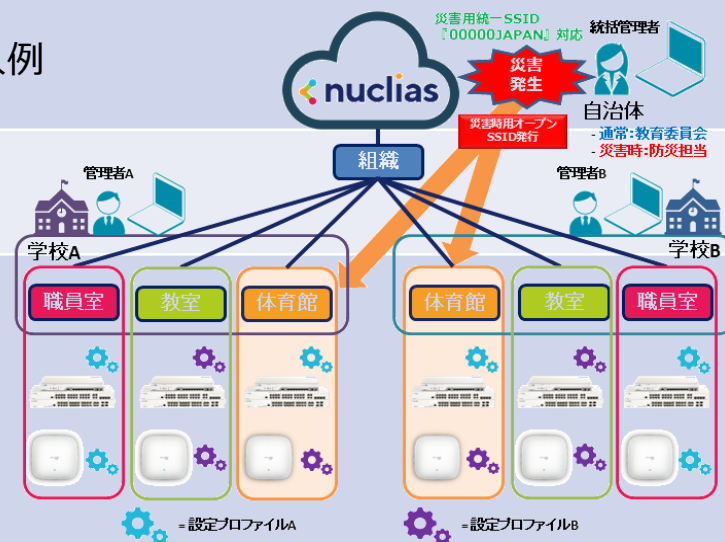 入例
災害用統一SSID
『00000JAPAN』対応
統括管理者
災害
発生
nuclias
自治体
- 通常:教育委員会
- 災害時:防災担当
災害時用オープン
SSID発行
組織
管理者A
管理者B
学校A
学校B
職員室
教室
体育館
体育館
教室
職員室
=設定プロファイルA
=設定プロファイルB